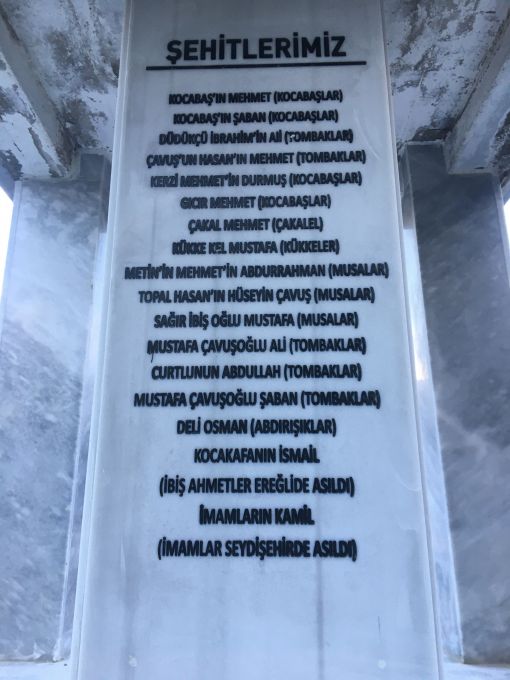 ŞEHİTLERİMİZ
KOCABAŞ'IN MEHMET (KOCABAŞLAR)
KOCABAŞ'IN ŞABAN (KOCABAŞLAR)
DÜDÜKÇÜ İBRAHİM'İN ALİ (TOMBAKLAR)
ÇAVUŞ'UN HASAN'IN MEHMET (TOMBAKLAR)
KERZİ MEHMET'İN DURMUŞ (KOCABAŞLAR)
GICIR MEHMET (KOCABAŞLAR)
ÇAKAL MEHMET (ÇAKALEL)
KÜKKE KEL MUSTAFA (KÜKKELER)
METİN'İN MEHMET'İN ABDURRAHMAN (MUSALAR)
TOPAL HASAN'IN HÜSEYİN ÇAVUŞ (MUSALAR)
SAĞIR İBİŞ OĞLU MUSTAFA (MUSALAR)
MUSTAFA ÇAVUŞOĞLU ALİ (TOMBAKLAR)
CURTLUNUN ABDULLAH (TOMBAKLAR)
MUSTAFA ÇAVUŞOĞLU ŞABAN (TOMBAKLAR)
DELİ OSMAN (ABDIRIŞIKLAR)
KOCAKAFANIN İSMAİL
(İBİŞ AHMETLER EREĞLİDE ASILDI)
İMAMLARIN KAMİL
(İMAMLAR SEYDİŞEHİRDE ASILDI)